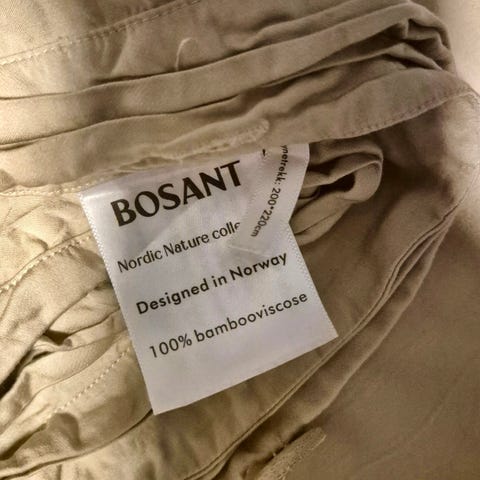 BOSANT
Nordic Nature colle
Designed in Norway
100% bambooviscose
200*220cm